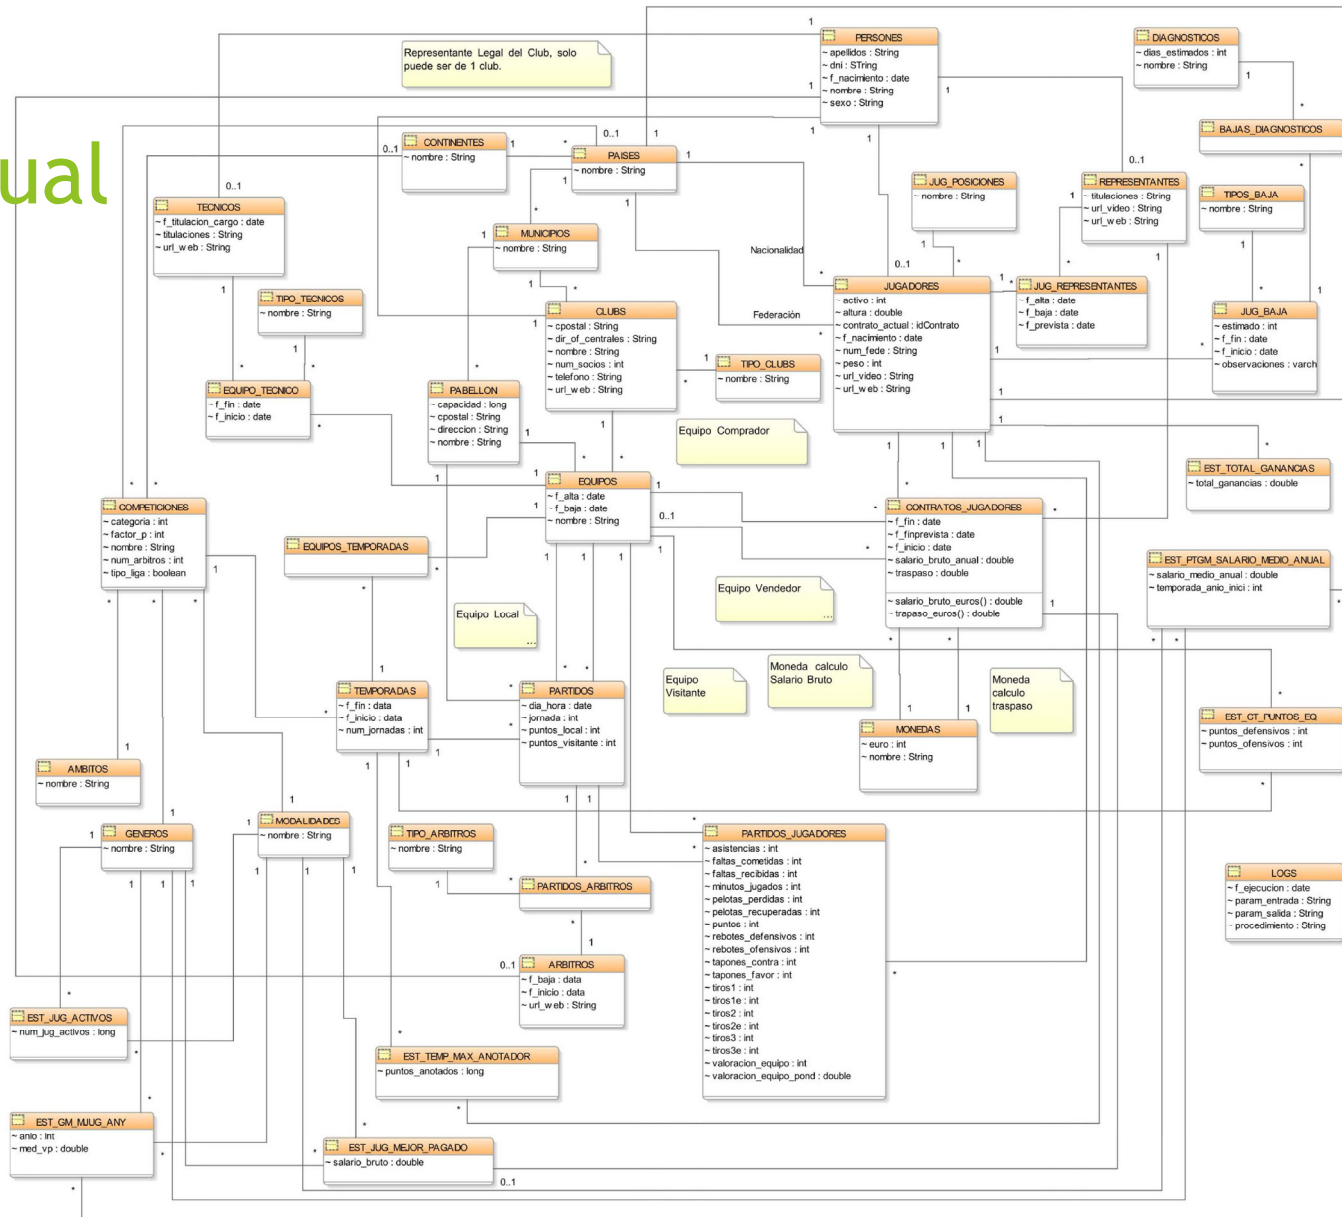 ual
Representante Legal del Club, solo
puede ser de 1 club.
PERSONES
~ apellidos : String
~ dni : STring
~ f_nacimiento : date
~ nombre : String
~ sexo : String
DIAGNOSTICOS
~ dias_estimados : int
~ nombre : String
BAJAS_DIAGNOSTICOS
CONTINENTES
~ nombre : String
PAISES
~ nombre : String
JUG_POSICIONES
~ nombre : String
REPRESENTANTES
~ titulaciones : String
~ url_video : String
~ url_web : String
TIPOS_BAJA
~ nombre : String
TECNICOS
~ f_titulacion_cargo : date
~ titulaciones : String
~ url_web : String
MUNICIPIOS
~ nombre : String
Nacionalidad
Federación
TIPO_TECNICOS
~ nombre : String
CLUBS
~ cpostal : String
~ dir_of_centrales : String
~ nombre : String
~ num_socios : int
~ telefono : String
~ url_web : String
JUGADORES
~ activo : int
~ altura : double
~ contrato_actual : idContrato
~ f_nacimiento : date
~ num_fede : String
~ peso : int
~ url_video : String
~ url_web : String
JUG_REPRESENTANTES
~ f_alta : date
~ f_baja : date
~ f_prevista : date
JUG_BAJA
~ estimado : int
~ f_fin : date
~ f_inicio : date
~ observaciones : varch
TIPO_CLUBS
~ nombre : String
EQUIPO_TECNICO
~ f_fin : date
~ f_inicio : date
PABELLON
~ capacidad : long
~ cpostal : String
~ direccion : String
~ nombre : String
Equipo Comprador
EST_TOTAL_GANANCIAS
~ total_ganancias : double
EQUIPOS
~ f_alta : date
~ f_baja : date
~ nombre : String
COMPETICIONES
~ categoria : int
~ factor_p : int
~ nombre : String
~ num_arbitros : int
~ tipo_liga : boolean
CONTRATOS_JUGADORES
~ f_fin : date
~ f_finprevista : date
~ f_inicio : date
~ salario_bruto_anual : double
~ traspaso : double
~ salario_bruto_euros() : double
~ trapaso_euros() : double
EQUIPOS_TEMPORADAS
EST_PTGM_SALARIO_MEDIO_ANUAL
~ salario_medio_anual : double
~ temporada_anio_inici : int
Equipo Local
...
Equipo Vendedor
...
Equipo
Visitante
Moneda calculo
Salario Bruto
Moneda
calculo
traspaso
TEMPORADAS
~ f_fin : data
~ f_inicio : data
~ num_jornadas : int
PARTIDOS
~ dia_hora : date
~ jornada : int
~ puntos_local : int
~ puntos_visitante : int
MONEDAS
~ euro : int
~ nombre : String
EST_CT_PUNTOS_EQ
~ puntos_defensivos : int
~ puntos_ofensivos : int
AMBITOS
~ nombre : String
GENEROS
~ nombre : String
MODALIDADES
~ nombre : String
TIPO_ARBITROS
~ nombre : String
PARTIDOS_JUGADORES
~ asistencias : int
~ faltas_cometidas : int
~ faltas_recibidas : int
~ minutos_jugados : int
~ pelotas_perdidas : int
~ pelotas_recuperadas : int
~ puntos : int
~ rebotes_defensivos : int
~ rebotes_ofensivos : int
~ tapones_contra : int
~ tapones_favor : int
~ tiros1 : int
~ tiros1e : int
~ tiros2 : int
~ tiros2e : int
~ tiros3 : int
~ tiros3e : int
~ valoracion_equipo : int
~ valoracion_equipo_pond : double
PARTIDOS_ARBITROS
LOGS
~ f_ejecucion : date
~ param_entrada : String
~ param_salida : String
~ procedimiento : String
ARBITROS
~ f_baja : data
~ f_inicio : data
~ url_web : String
EST_JUG_ACTIVOS
~ num_jug_activos : long
EST_TEMP_MAX_ANOTADOR
~ puntos_anotados : long
EST_GM_MJUG_ANY
~ anio : int
~ med_vp : double
EST_JUG_MEJOR_PAGADO
~ salario_bruto : double
0..1